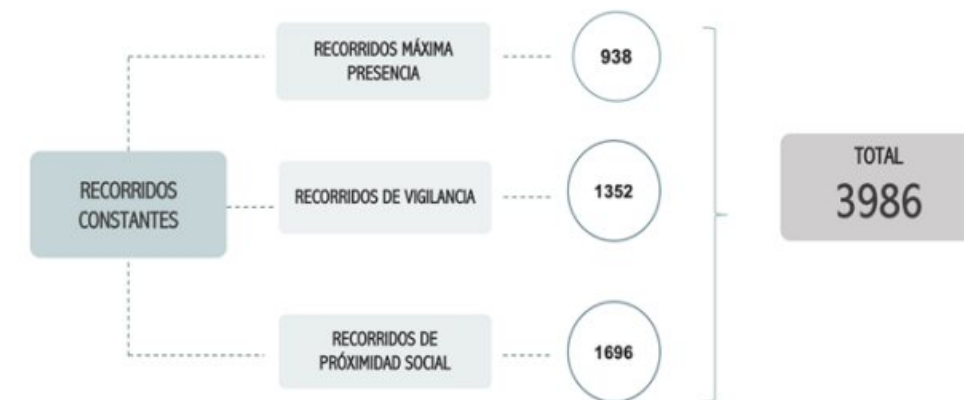 RECORRIDOS MÁXIMA
PRESENCIA
938
RECORRIDOS
CONSTANTES
RECORRIDOS DE VIGILANCIA
1352
TOTAL
3986
RECORRIDOS DE
PRÓXIMIDAD SOCIAL
1696